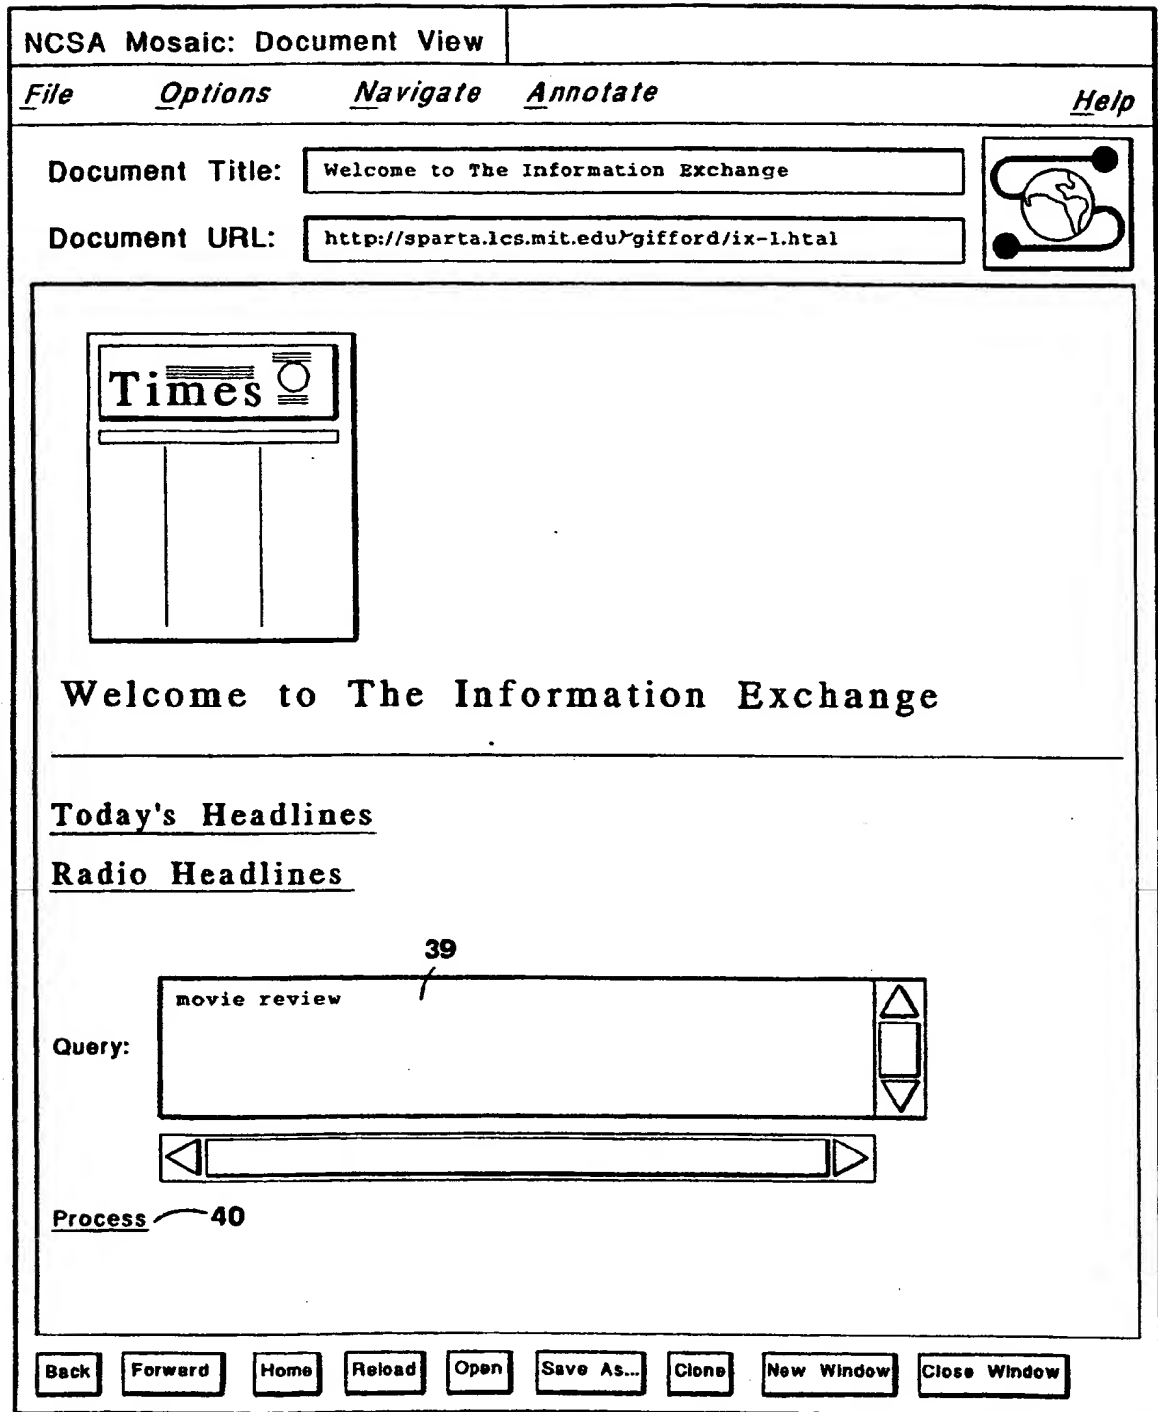 NCSA Mosaic: Document View
File Options Navigate Annotate Help
Document Title: Welcome to The Information Exchange
Document URL: http://sparta.lcs.mit.edu/~gifford/ix-1.htal
Times
Welcome to The Information Exchange
Today's Headlines
Radio Headlines
39
movie review
Query:
Process 40
Back Forward Home Reload Open Save As... Clone New Window Close Window